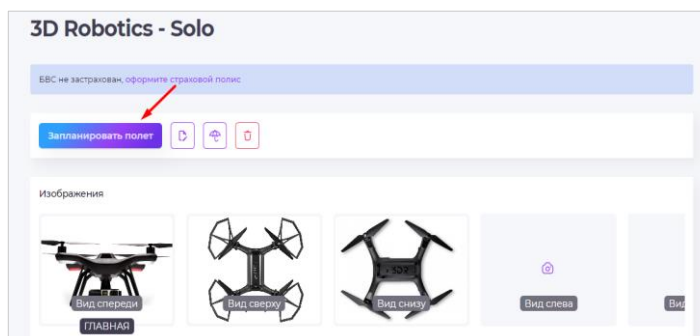 3D Robotics - Solo
БВС не застрахован, оформите страховой полис
Запланировать полет
Изображения
Вид спереди
Вид сверху
Вид снизу
Вид слева
ГЛАВНАЯ